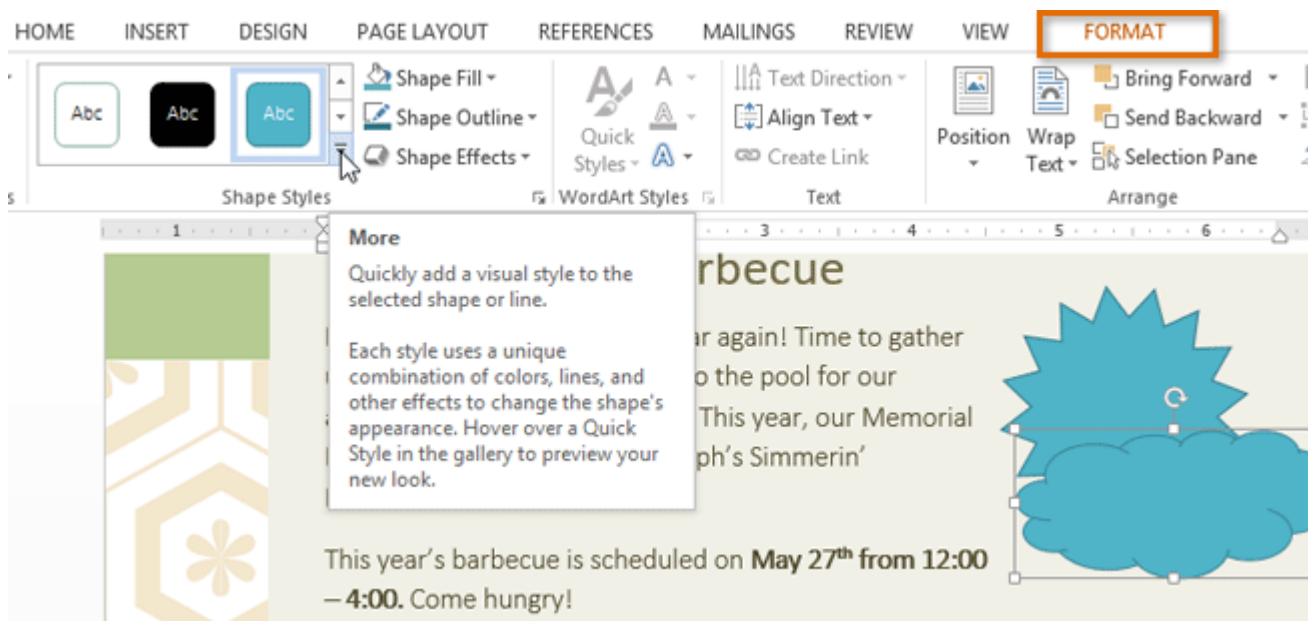 HOME INSERT DESIGN PAGE LAYOUT REFERENCES MAILINGS REVIEW VIEW FORMAT
Abc Abc Abc
Shape Fill
Shape Outline
Shape Effects
Shape Styles
A A
Quick
Styles
A A
WordArt Styles
Text Direction
Align Text
Create Link
Text
Position
Wrap
Text
Bring Forward
Send Backward
Selection Pane
Arrange
s
1 3 4 5 6
More
Quickly add a visual style to the
selected shape or line.
Each style uses a unique
combination of colors, lines, and
other effects to change the shape's
appearance. Hover over a Quick
Style in the gallery to preview your
new look.
rbecue
ar again! Time to gather
o the pool for our
This year, our Memorial
ph's Simmerin'
This year's barbecue is scheduled on May 27th from 12:00
– 4:00. Come hungry!